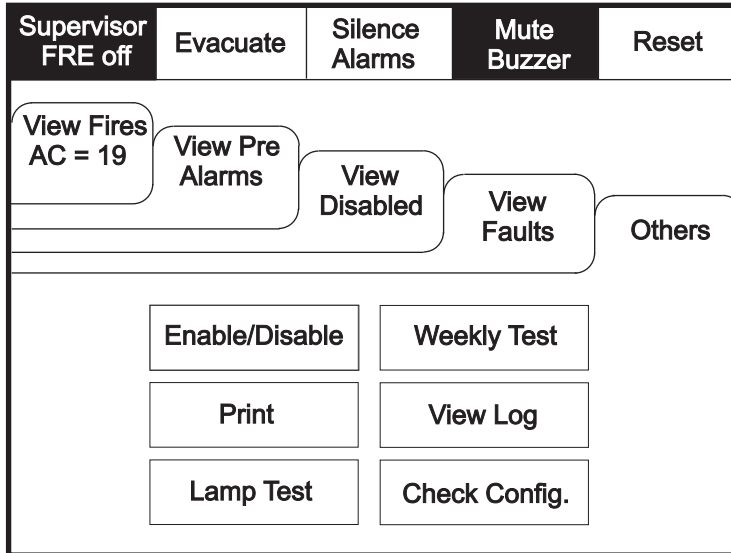 Supervisor
FRE off
Evacuate
Silence
Alarms
Mute
Buzzer
Reset
View Fires
AC = 19
View Pre
Alarms
View
Disabled
View
Faults
Others
Enable/Disable
Weekly Test
Print
View Log
Lamp Test
Check Config.